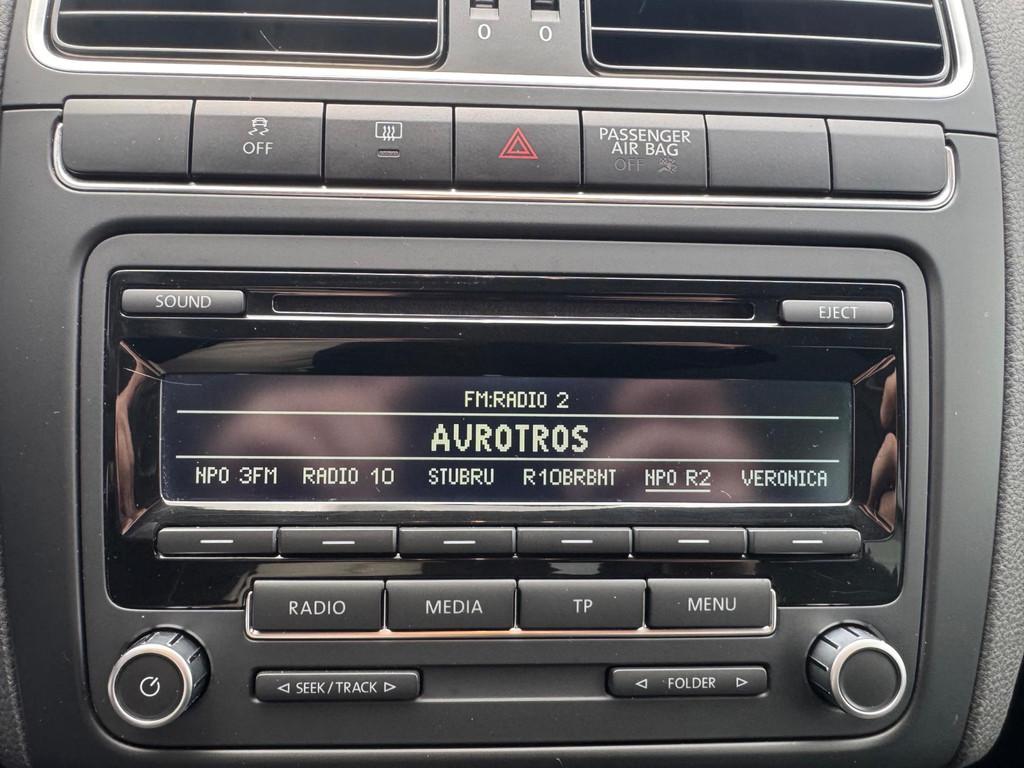 0 0
OFF
PASSENGER
AIR BAG
OFF
SOUND
EJECT
FM:RADIO 2
AVROTROS
NPO 3FM RADIO 10 STUBRU R10BRBNT NPO R2 VERONICA
RADIO MEDIA TP MENU
SEEK/TRACK
FOLDER